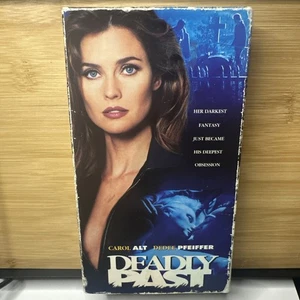 HER DARKEST
FANTASY
JUST BECAME
HIS DEEPEST
OBSESSION
CAROL ALT DEDEE PFEIFFER
DEADLY
PAST